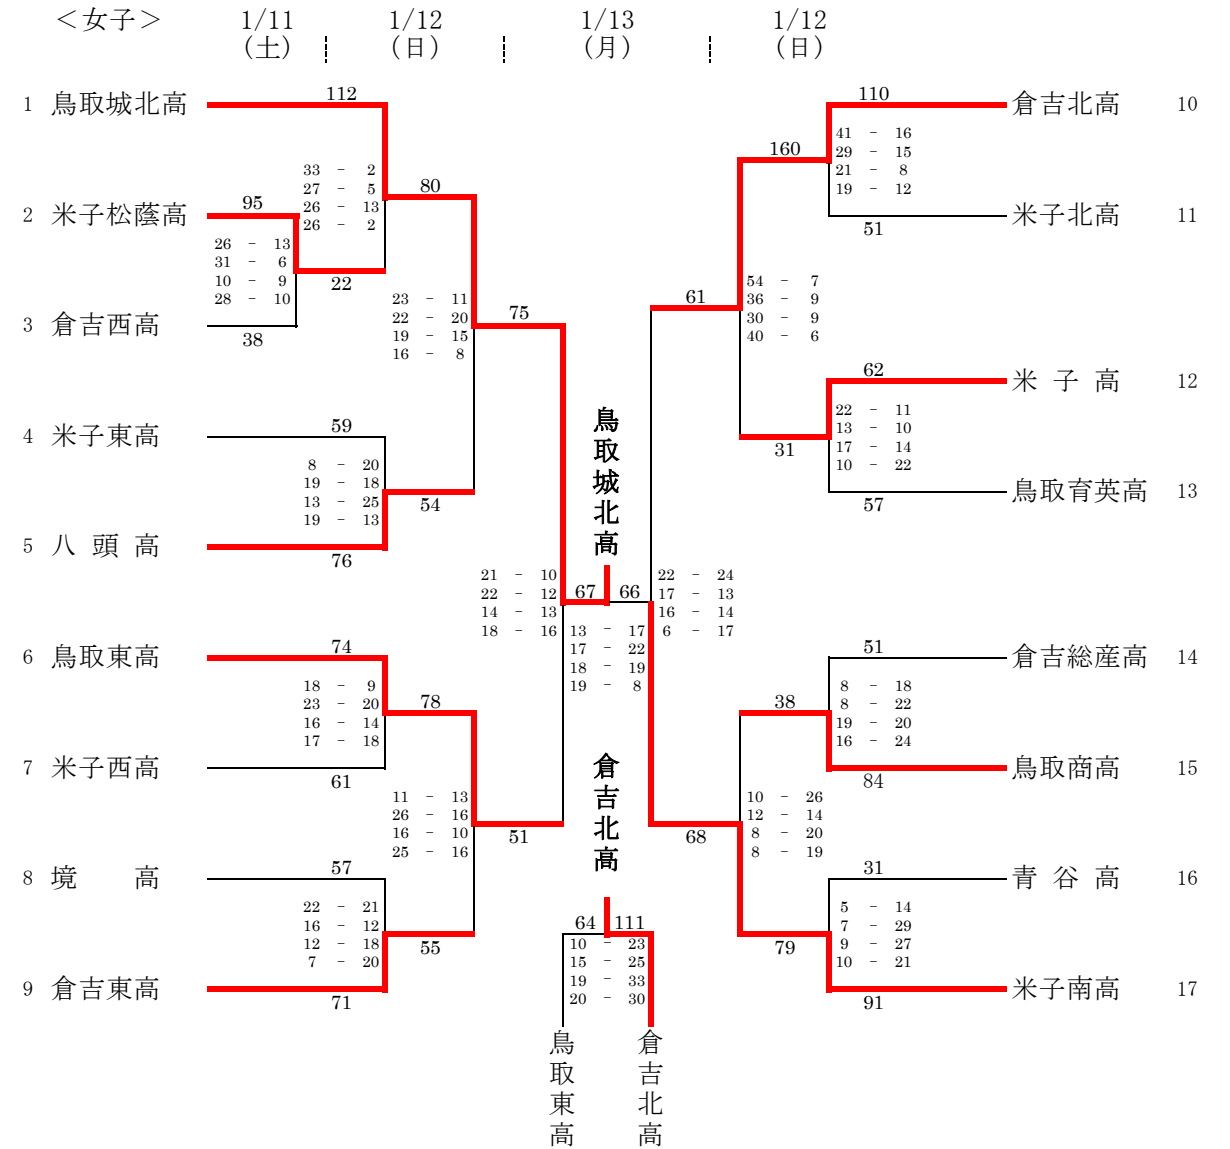 ＜女子＞ 1/11 1/12 1/13 1/12
(土) (日) (月) (日)
1 鳥取城北高 112
33 - 2
27 - 5
26 - 13
26 - 2
2 米子松蔭高 95
26 - 13
31 - 6
10 - 9
28 - 10
22
3 倉吉西高 38
80
23 - 11
22 - 20
19 - 15
16 - 8
4 米子東高 59
8 - 20
19 - 18
13 - 25
19 - 13
54
5 八頭高 76
75
21 - 10
22 - 12
14 - 13
18 - 16
6 鳥取東高 74
18 - 9
23 - 20
16 - 14
17 - 18
78
7 米子西高 61
11 - 13
26 - 16
16 - 10
25 - 16
51
8 境高 57
22 - 21
16 - 12
12 - 18
7 - 20
55
9 倉吉東高 71
鳥取城北高
67 66
13 - 17
17 - 22
18 - 19
19 - 8
倉吉北高
64 111
10 - 23
15 - 25
19 - 33
20 - 30
鳥取東高
倉吉北高
110 倉吉北高 10
41 - 16
29 - 15
21 - 8
19 - 12
160
51 米子北高 11
54 - 7
36 - 9
30 - 9
40 - 6
61
62 米子高 12
22 - 11
13 - 10
17 - 14
10 - 22
31
57 鳥取育英高 13
22 - 24
17 - 13
16 - 14
6 - 17
51 倉吉総産高 14
8 - 18
8 - 22
19 - 20
16 - 24
38
84 鳥取商高 15
10 - 26
12 - 14
8 - 20
8 - 19
68
31 青谷高 16
5 - 14
7 - 29
9 - 27
10 - 21
79
91 米子南高 17